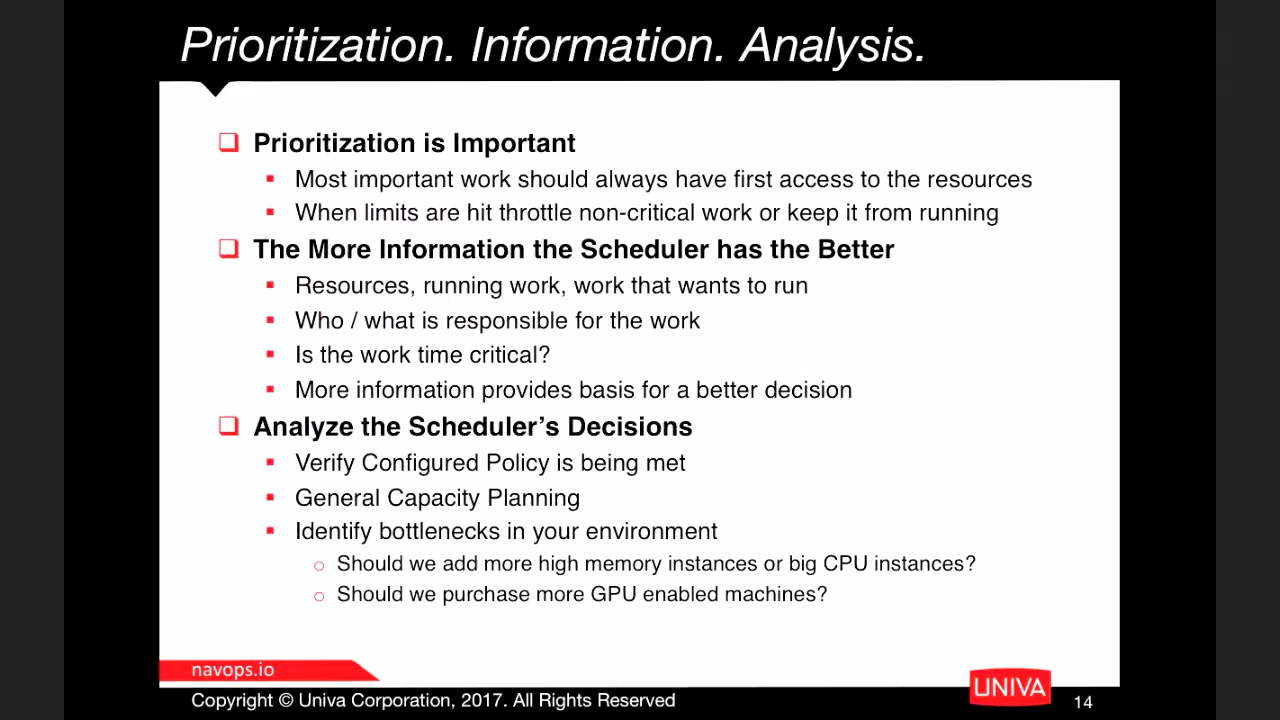 Prioritization. Information. Analysis.
Prioritization is Important
Most important work should always have first access to the resources
When limits are hit throttle non-critical work or keep it from running
The More Information the Scheduler has the Better
Resources, running work, work that wants to run
Who / what is responsible for the work
Is the work time critical?
More information provides basis for a better decision
Analyze the Scheduler’s Decisions
Verify Configured Policy is being met
General Capacity Planning
Identify bottlenecks in your environment
Should we add more high memory instances or big CPU instances?
Should we purchase more GPU enabled machines?
navops.io
Copyright © Univa Corporation, 2017. All Rights Reserved
UNIVA
14